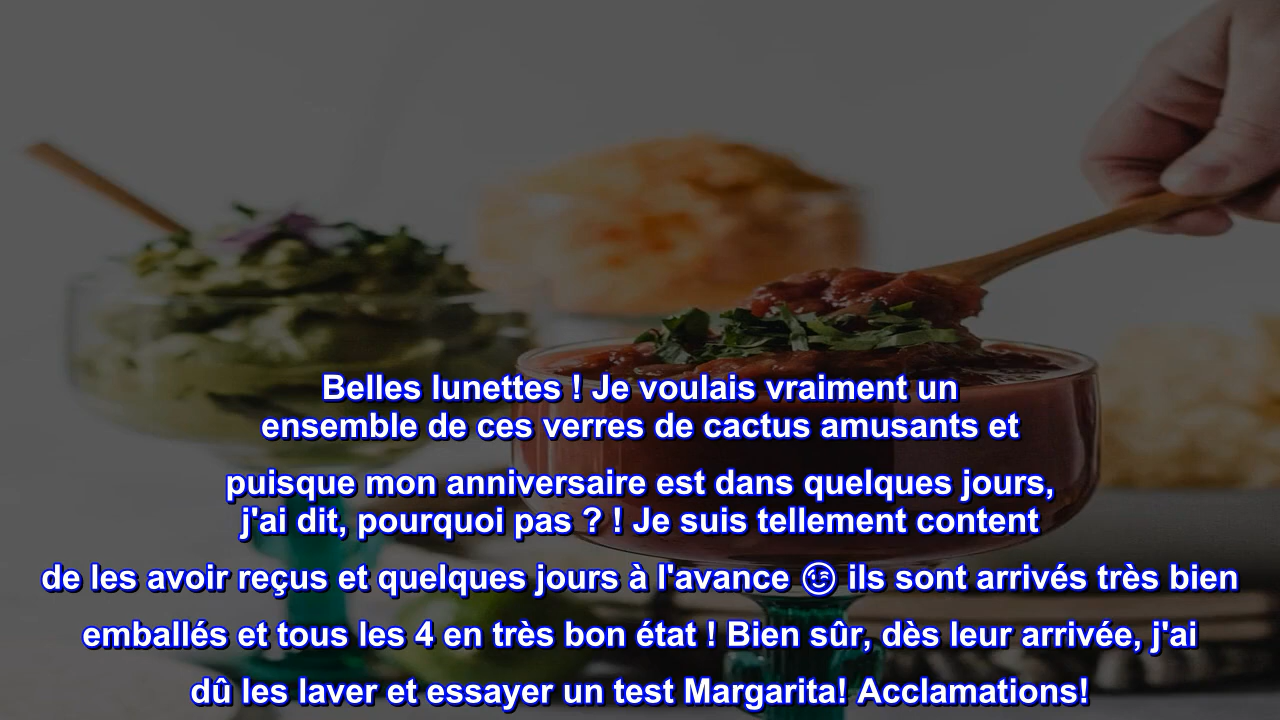 Belles lunettes ! Je voulais vraiment un
ensemble de ces verres de cactus amusants et
puisque mon anniversaire est dans quelques jours,
j'ai dit, pourquoi pas ? ! Je suis tellement content
de les avoir reçus et quelques jours à l'avance 😉 ils sont arrivés très bien
emballés et tous les 4 en très bon état ! Bien sûr, dès leur arrivée, j'ai
dû les laver et essayer un test Margarita! Acclamations!